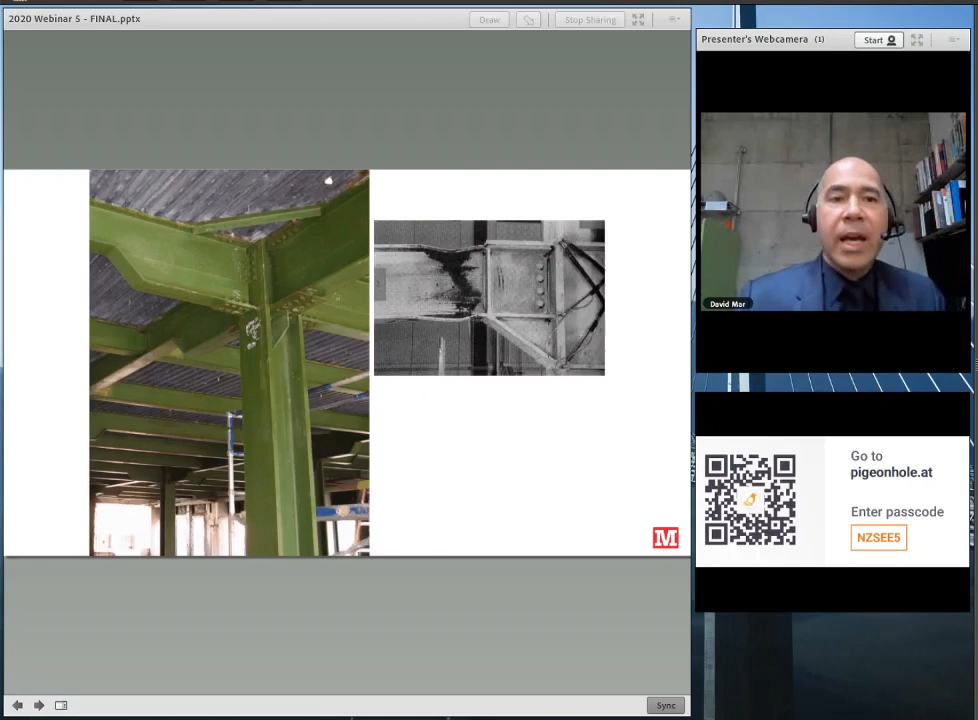 2020 Webinar 5 - FINAL.pptx
Draw
Stop Sharing
Presenter's Webcamera (1)
Start
David Mar
M
Go to
pigeonhole.at
Enter passcode
NZSEE5
Sync